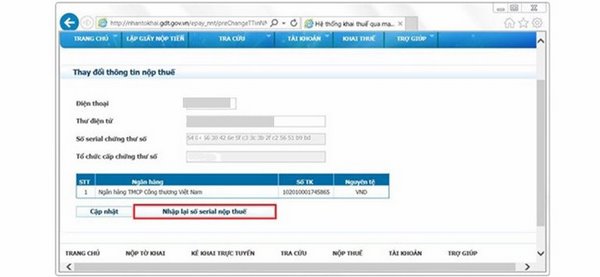 http://nhantokhai.gdt.gov.vn/epay_nnt/preChangeTTinNN
Hệ thống khai thuế qua mạ...
TRANG CHỦ LẬP GIẤY NỘP TIỀN TRA CỨU TÀI KHOẢN KHAI THUẾ TRỢ GIÚP
Thay đổi thông tin nộp thuế
Điện thoại
Thư điện tử
Số serial chứng thư số
Tổ chức cấp chứng thư số
STT Ngân hàng Số TK Nguyên tệ
1 Ngân hàng TMCP Công thương Việt Nam 102010001745865 VND
Cập nhật Nhập lại số serial nộp thuế
TRANG CHỦ NỘP TỜ KHAI KÊ KHAI TRỰC TUYẾN TRA CỨU NỘP THUẾ TÀI KHOẢN TRỢ GIÚP